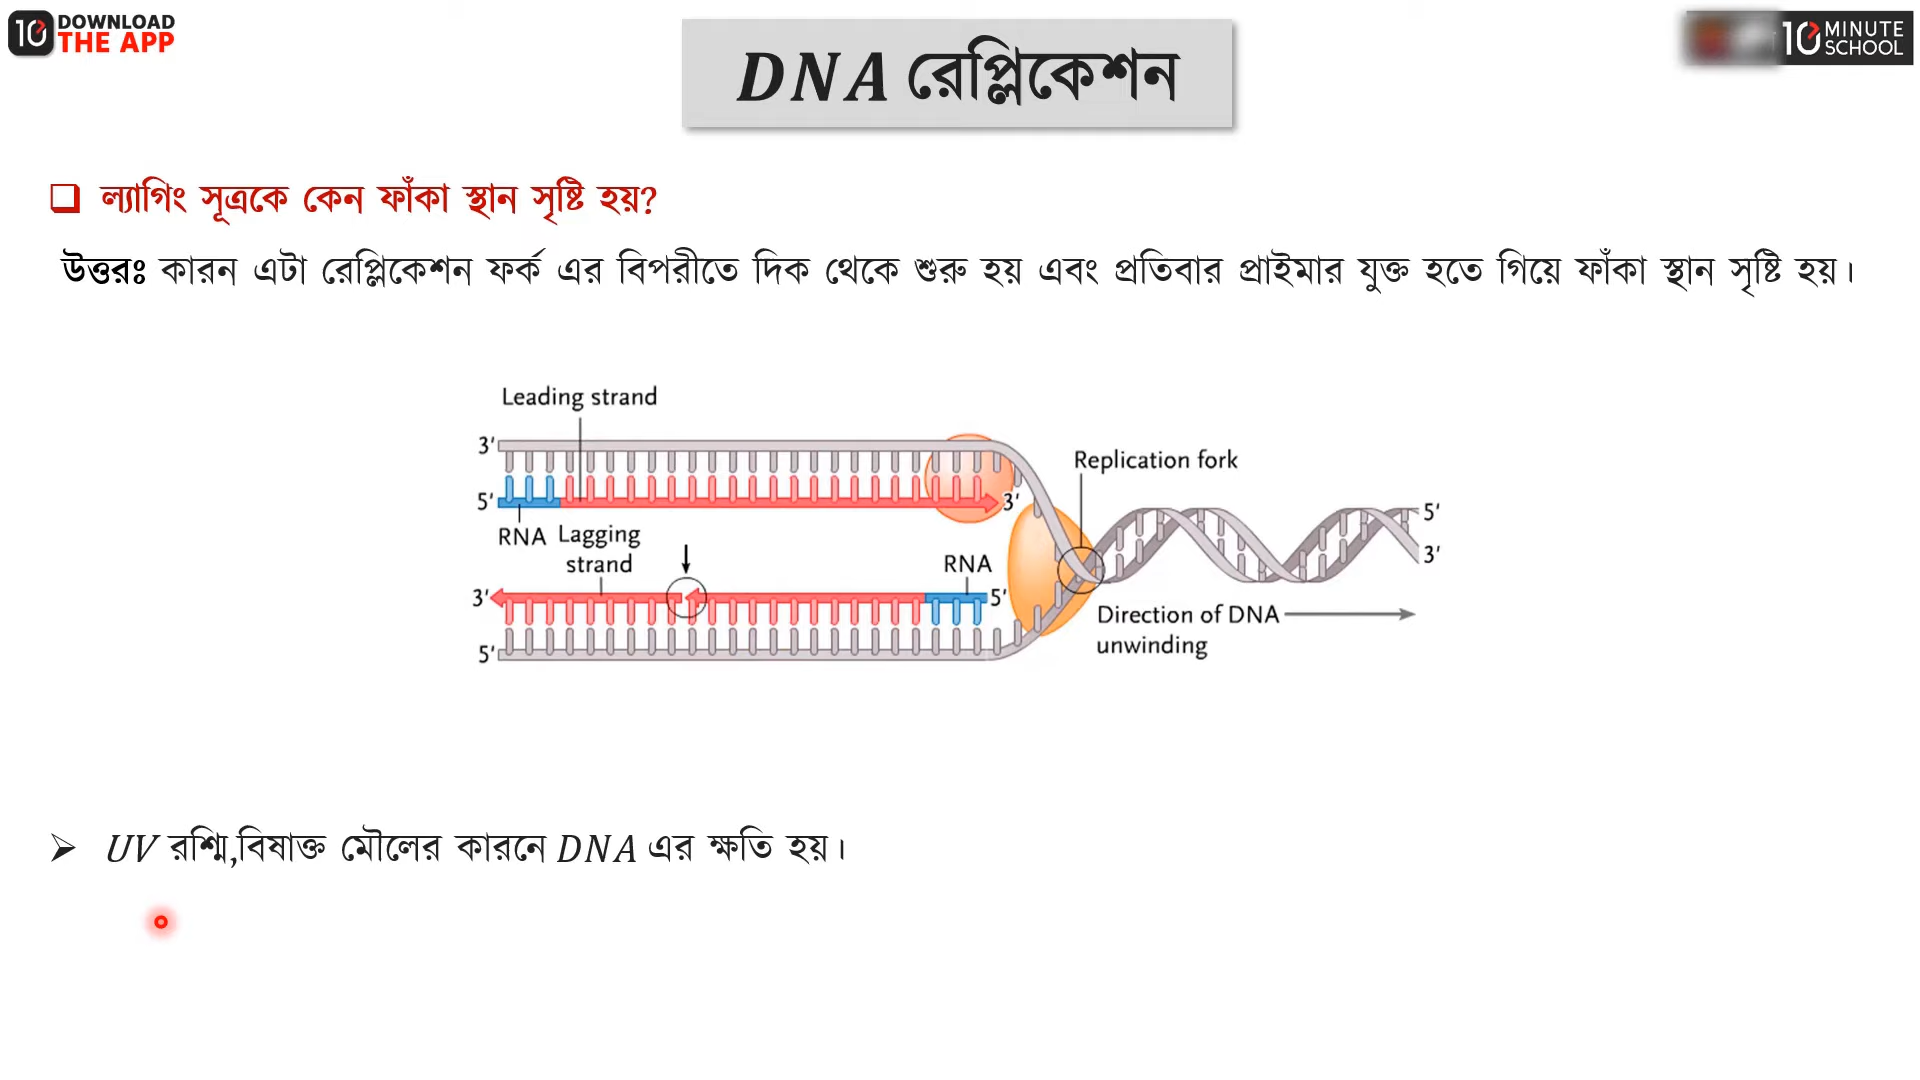 DOWNLOAD
THE APP
10 MINUTE
SCHOOL
DNA রেপ্লিকেশন
ল্যাগিং সূত্রকে কেন ফাঁকা স্থান সৃষ্টি হয়?
উত্তরঃ কারন এটা রেপ্লিকেশন ফর্ক এর বিপরীতে দিক থেকে শুরু হয় এবং প্রতিবার প্রাইমার যুক্ত হতে গিয়ে ফাঁকা স্থান সৃষ্টি হয়।
Leading strand
3'
Replication fork
5'
3'
5'
RNA
Lagging
strand
RNA
3'
3'
5'
Direction of DNA
unwinding
5'
UV রশ্মি,বিষাক্ত মৌলের কারনে DNA এর ক্ষতি হয়।